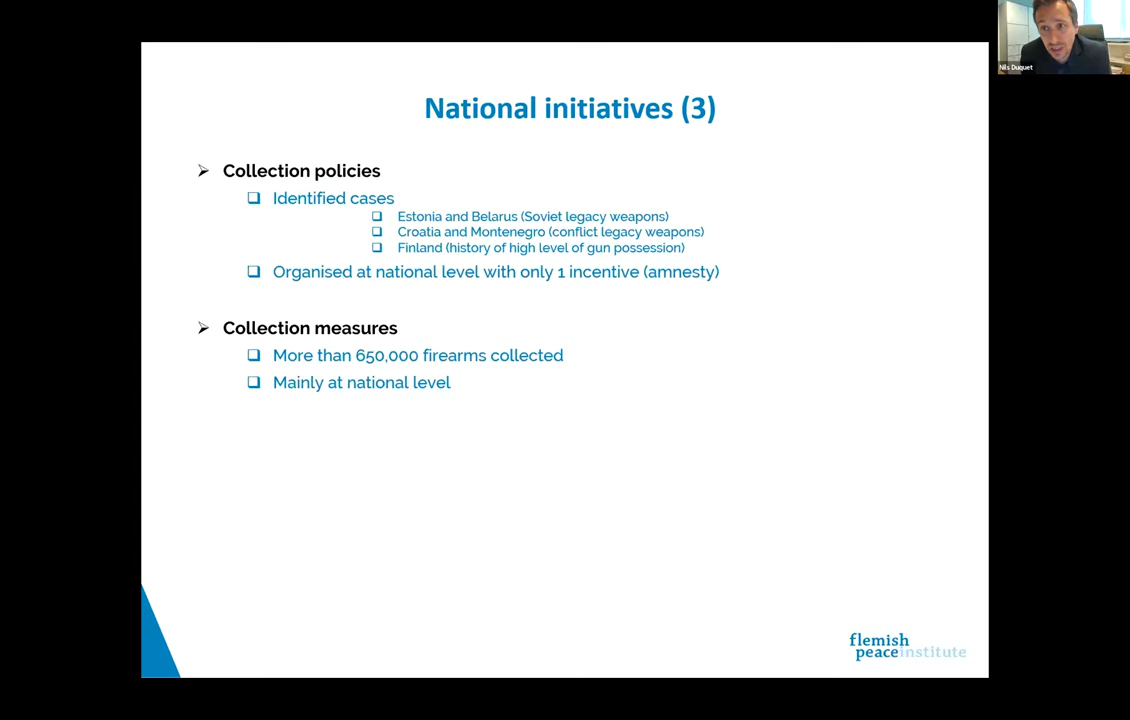 Nils Duquet
National initiatives (3)
Collection policies
Identified cases
Estonia and Belarus (Soviet legacy weapons)
Croatia and Montenegro (conflict legacy weapons)
Finland (history of high level of gun possession)
Organised at national level with only 1 incentive (amnesty)
Collection measures
More than 650,000 firearms collected
Mainly at national level
flemish
peaceinstitute